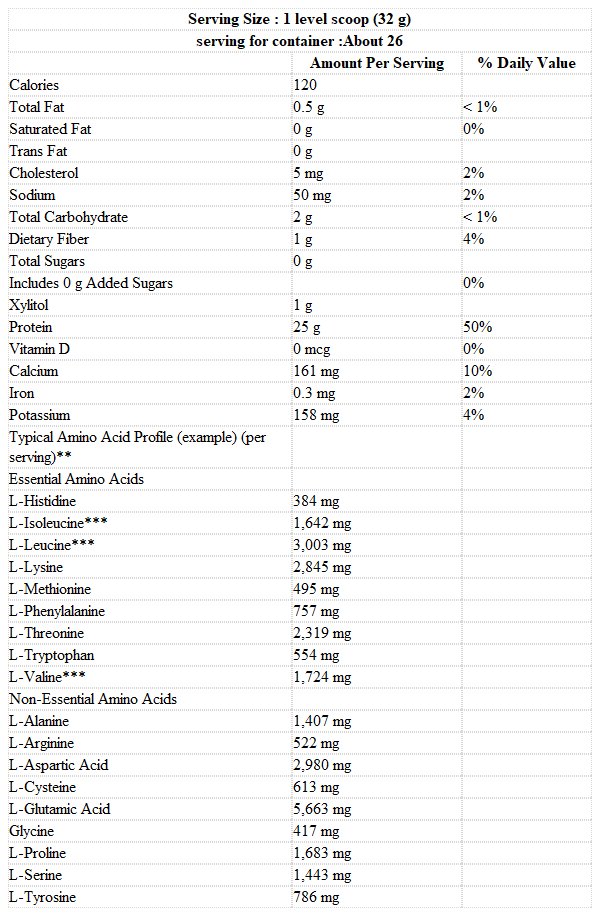 Serving Size : 1 level scoop (32 g)
serving for container :About 26
Amount Per Serving % Daily Value
Calories 120
Total Fat 0.5 g < 1%
Saturated Fat 0 g 0%
Trans Fat 0 g
Cholesterol 5 mg 2%
Sodium 50 mg 2%
Total Carbohydrate 2 g < 1%
Dietary Fiber 1 g 4%
Total Sugars 0 g
Includes 0 g Added Sugars 0%
Xylitol 1 g
Protein 25 g 50%
Vitamin D 0 mcg 0%
Calcium 161 mg 10%
Iron 0.3 mg 2%
Potassium 158 mg 4%
Typical Amino Acid Profile (example) (per
serving)**
Essential Amino Acids
L-Histidine 384 mg
L-Isoleucine*** 1,642 mg
L-Leucine*** 3,003 mg
L-Lysine 2,845 mg
L-Methionine 495 mg
L-Phenylalanine 757 mg
L-Threonine 2,319 mg
L-Tryptophan 554 mg
L-Valine*** 1,724 mg
Non-Essential Amino Acids
L-Alanine 1,407 mg
L-Arginine 522 mg
L-Aspartic Acid 2,980 mg
L-Cysteine 613 mg
L-Glutamic Acid 5,663 mg
Glycine 417 mg
L-Proline 1,683 mg
L-Serine 1,443 mg
L-Tyrosine 786 mg